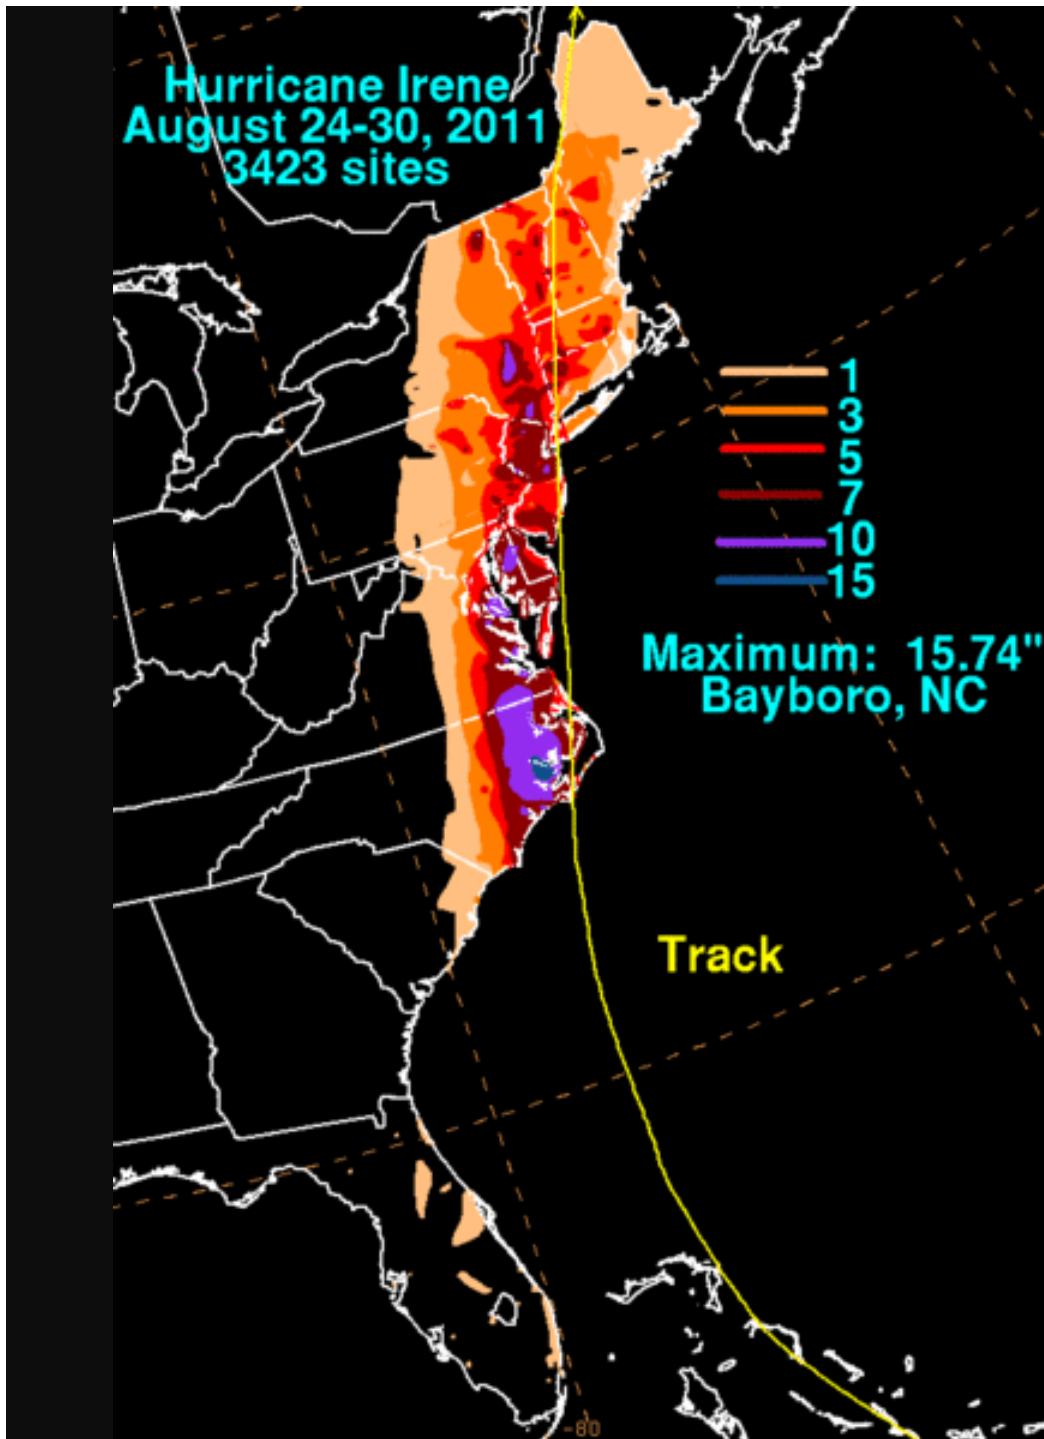 Hurricane Irene
August 24-30, 2011
3423 sites
1
3
5
7
10
15
Maximum: 15.74"
Bayboro, NC
Track
-80